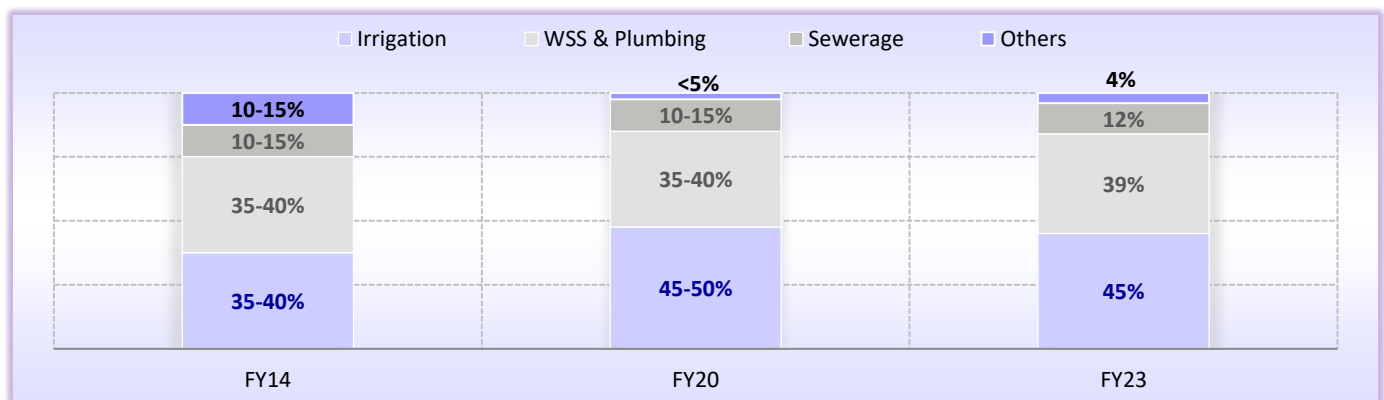 Irrigation WSS & Plumbing Sewerage Others
<5% 4%
10-15% 10-15% 12%
10-15%
35-40% 35-40% 39%
35-40% 45-50% 45%
FY14 FY20 FY23